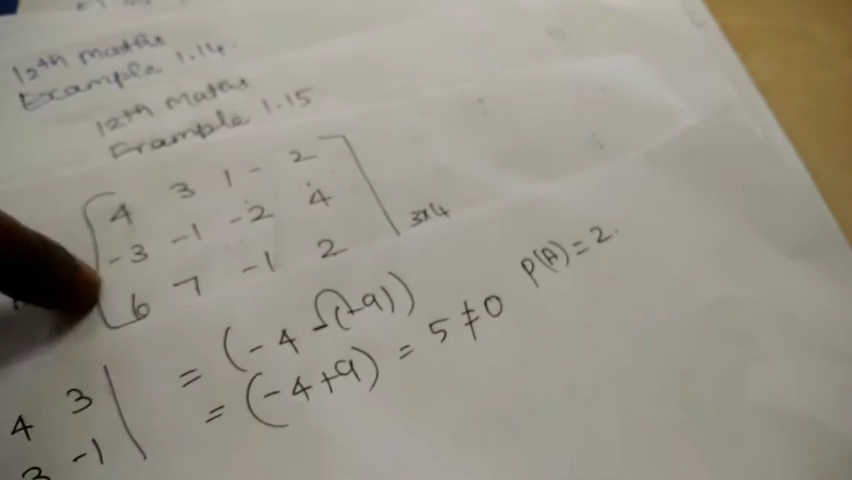 12th Maths
Example 1.14.
12th Maths
Example 1.15
4 3 1 - 2
-3 -1 -2 4
6 7 -1 2
3x4
4 3
3 -1
= (-4 -(-9))
= (-4+9) = 5 ≠ 0 ρ(A) = 2.